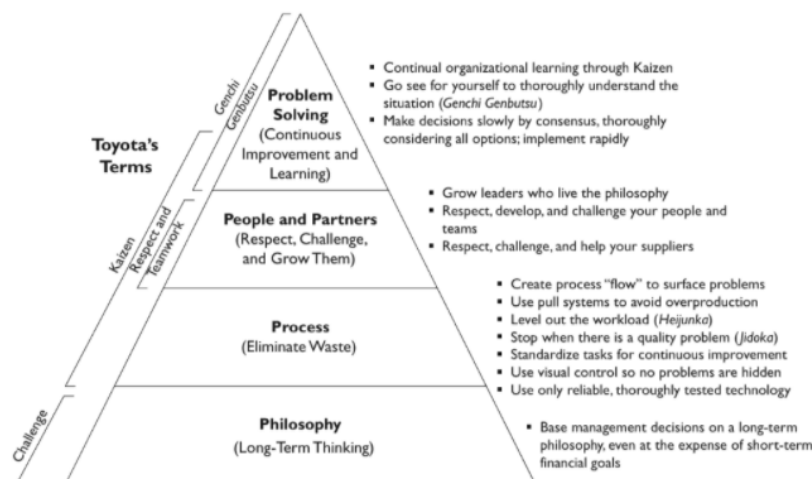 Toyota's
Terms
Genchi
Genbutsu
Kaizen
Respect and
Teamwork
Challenge
Problem
Solving
(Continuous
Improvement and
Learning)
▪ Continual organizational learning through Kaizen
▪ Go see for yourself to thoroughly understand the
situation (Genchi Genbutsu)
▪ Make decisions slowly by consensus, thoroughly
considering all options; implement rapidly
People and Partners
(Respect, Challenge,
and Grow Them)
▪ Grow leaders who live the philosophy
▪ Respect, develop, and challenge your people and
teams
▪ Respect, challenge, and help your suppliers
Process
(Eliminate Waste)
▪ Create process “flow” to surface problems
▪ Use pull systems to avoid overproduction
▪ Level out the workload (Heijunka)
▪ Stop when there is a quality problem (Jidoka)
▪ Standardize tasks for continuous improvement
▪ Use visual control so no problems are hidden
▪ Use only reliable, thoroughly tested technology
Philosophy
(Long-Term Thinking)
▪ Base management decisions on a long-term
philosophy, even at the expense of short-term
financial goals